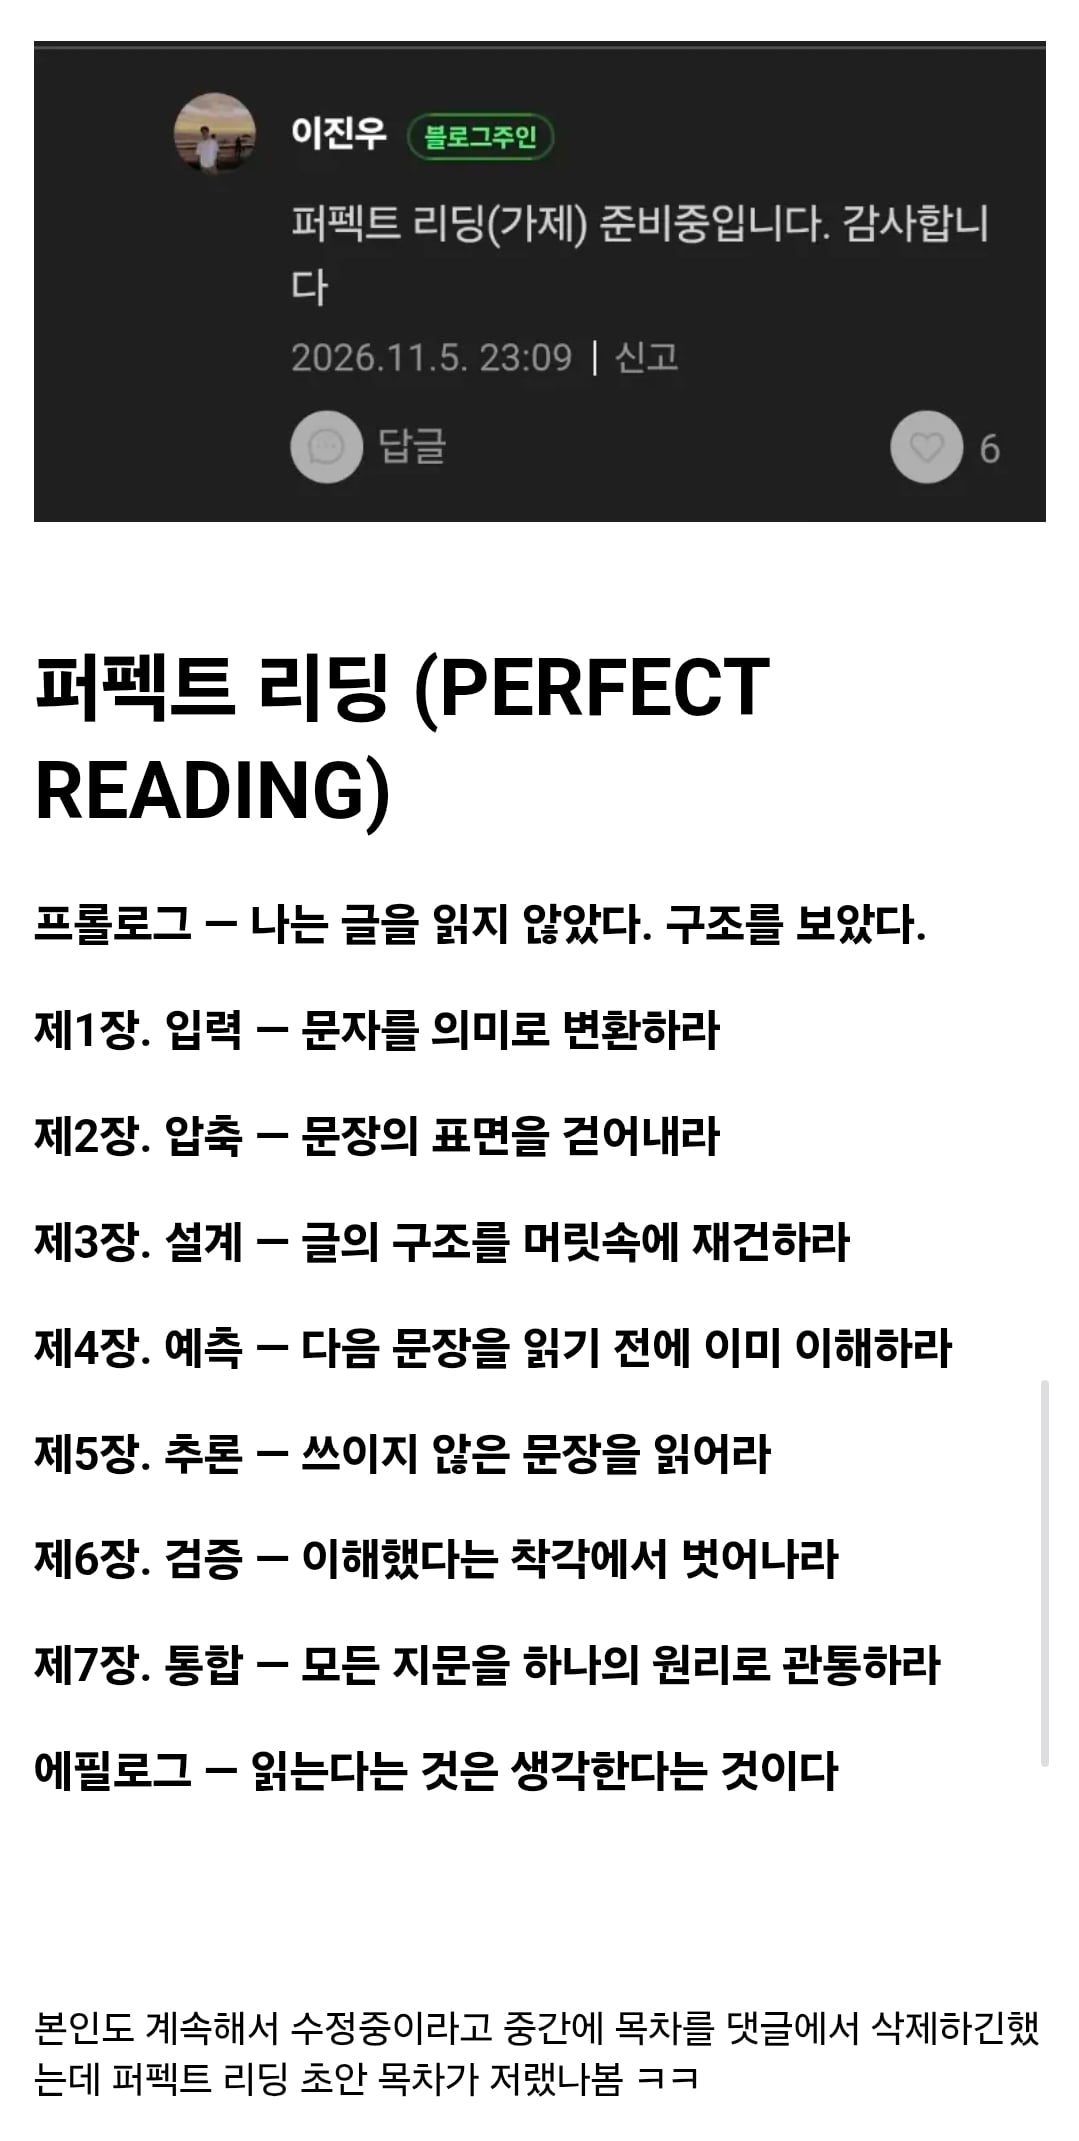 이진우 블로그주인
퍼펙트 리딩(가제) 준비중입니다. 감사합니
다
2026.11.5. 23:09 | 신고
답글 6
퍼펙트 리딩 (PERFECT
READING)
프롤로그 — 나는 글을 읽지 않았다. 구조를 보았다.
제1장. 입력 — 문자를 의미로 변환하라
제2장. 압축 — 문장의 표면을 걷어내라
제3장. 설계 — 글의 구조를 머릿속에 재건하라
제4장. 예측 — 다음 문장을 읽기 전에 이미 이해하라
제5장. 추론 — 쓰이지 않은 문장을 읽어라
제6장. 검증 — 이해했다는 착각에서 벗어나라
제7장. 통합 — 모든 지문을 하나의 원리로 관통하라
에필로그 — 읽는다는 것은 생각한다는 것이다
본인도 계속해서 수정중이라고 중간에 목차를 댓글에서 삭제하긴했
는데 퍼펙트 리딩 초안 목차가 저랬나봄 ㅋㅋ